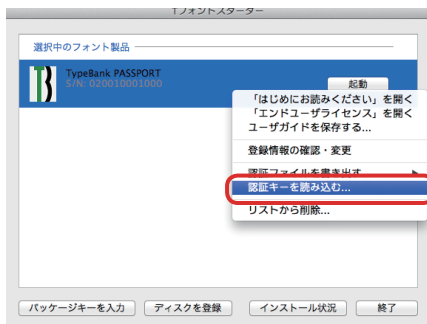 Tフォントスターター
選択中のフォント製品
TypeBank PASSPORT
S/N: 020010001000
起動
「はじめにお読みください」を開く
「エンドユーザライセンス」を開く
ユーザガイドを保存する...
登録情報の確認・変更
認証ファイルを書き出す
認証キーを読み込む...
リストから削除...
パッケージキーを入力 ディスクを登録 インストール状況 終了